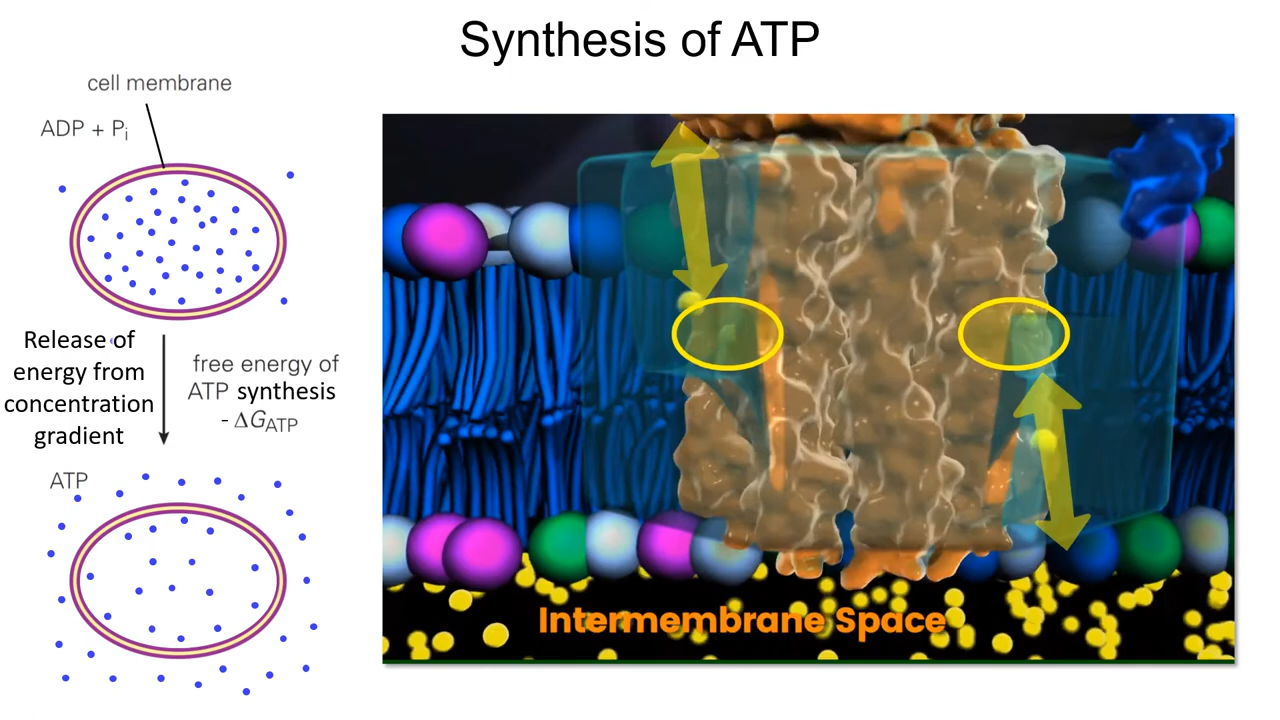 Synthesis of ATP
cell membrane
ADP + Pi
Release of
energy from
concentration
gradient
free energy of
ATP synthesis
- ΔGATP
ATP
Intermembrane Space